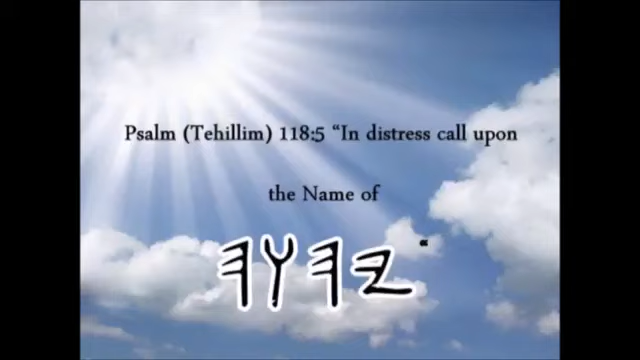 Psalm (Tehillim) 118:5 “In distress call upon
the Name of
𐤉𐤄𐤅𐤄“